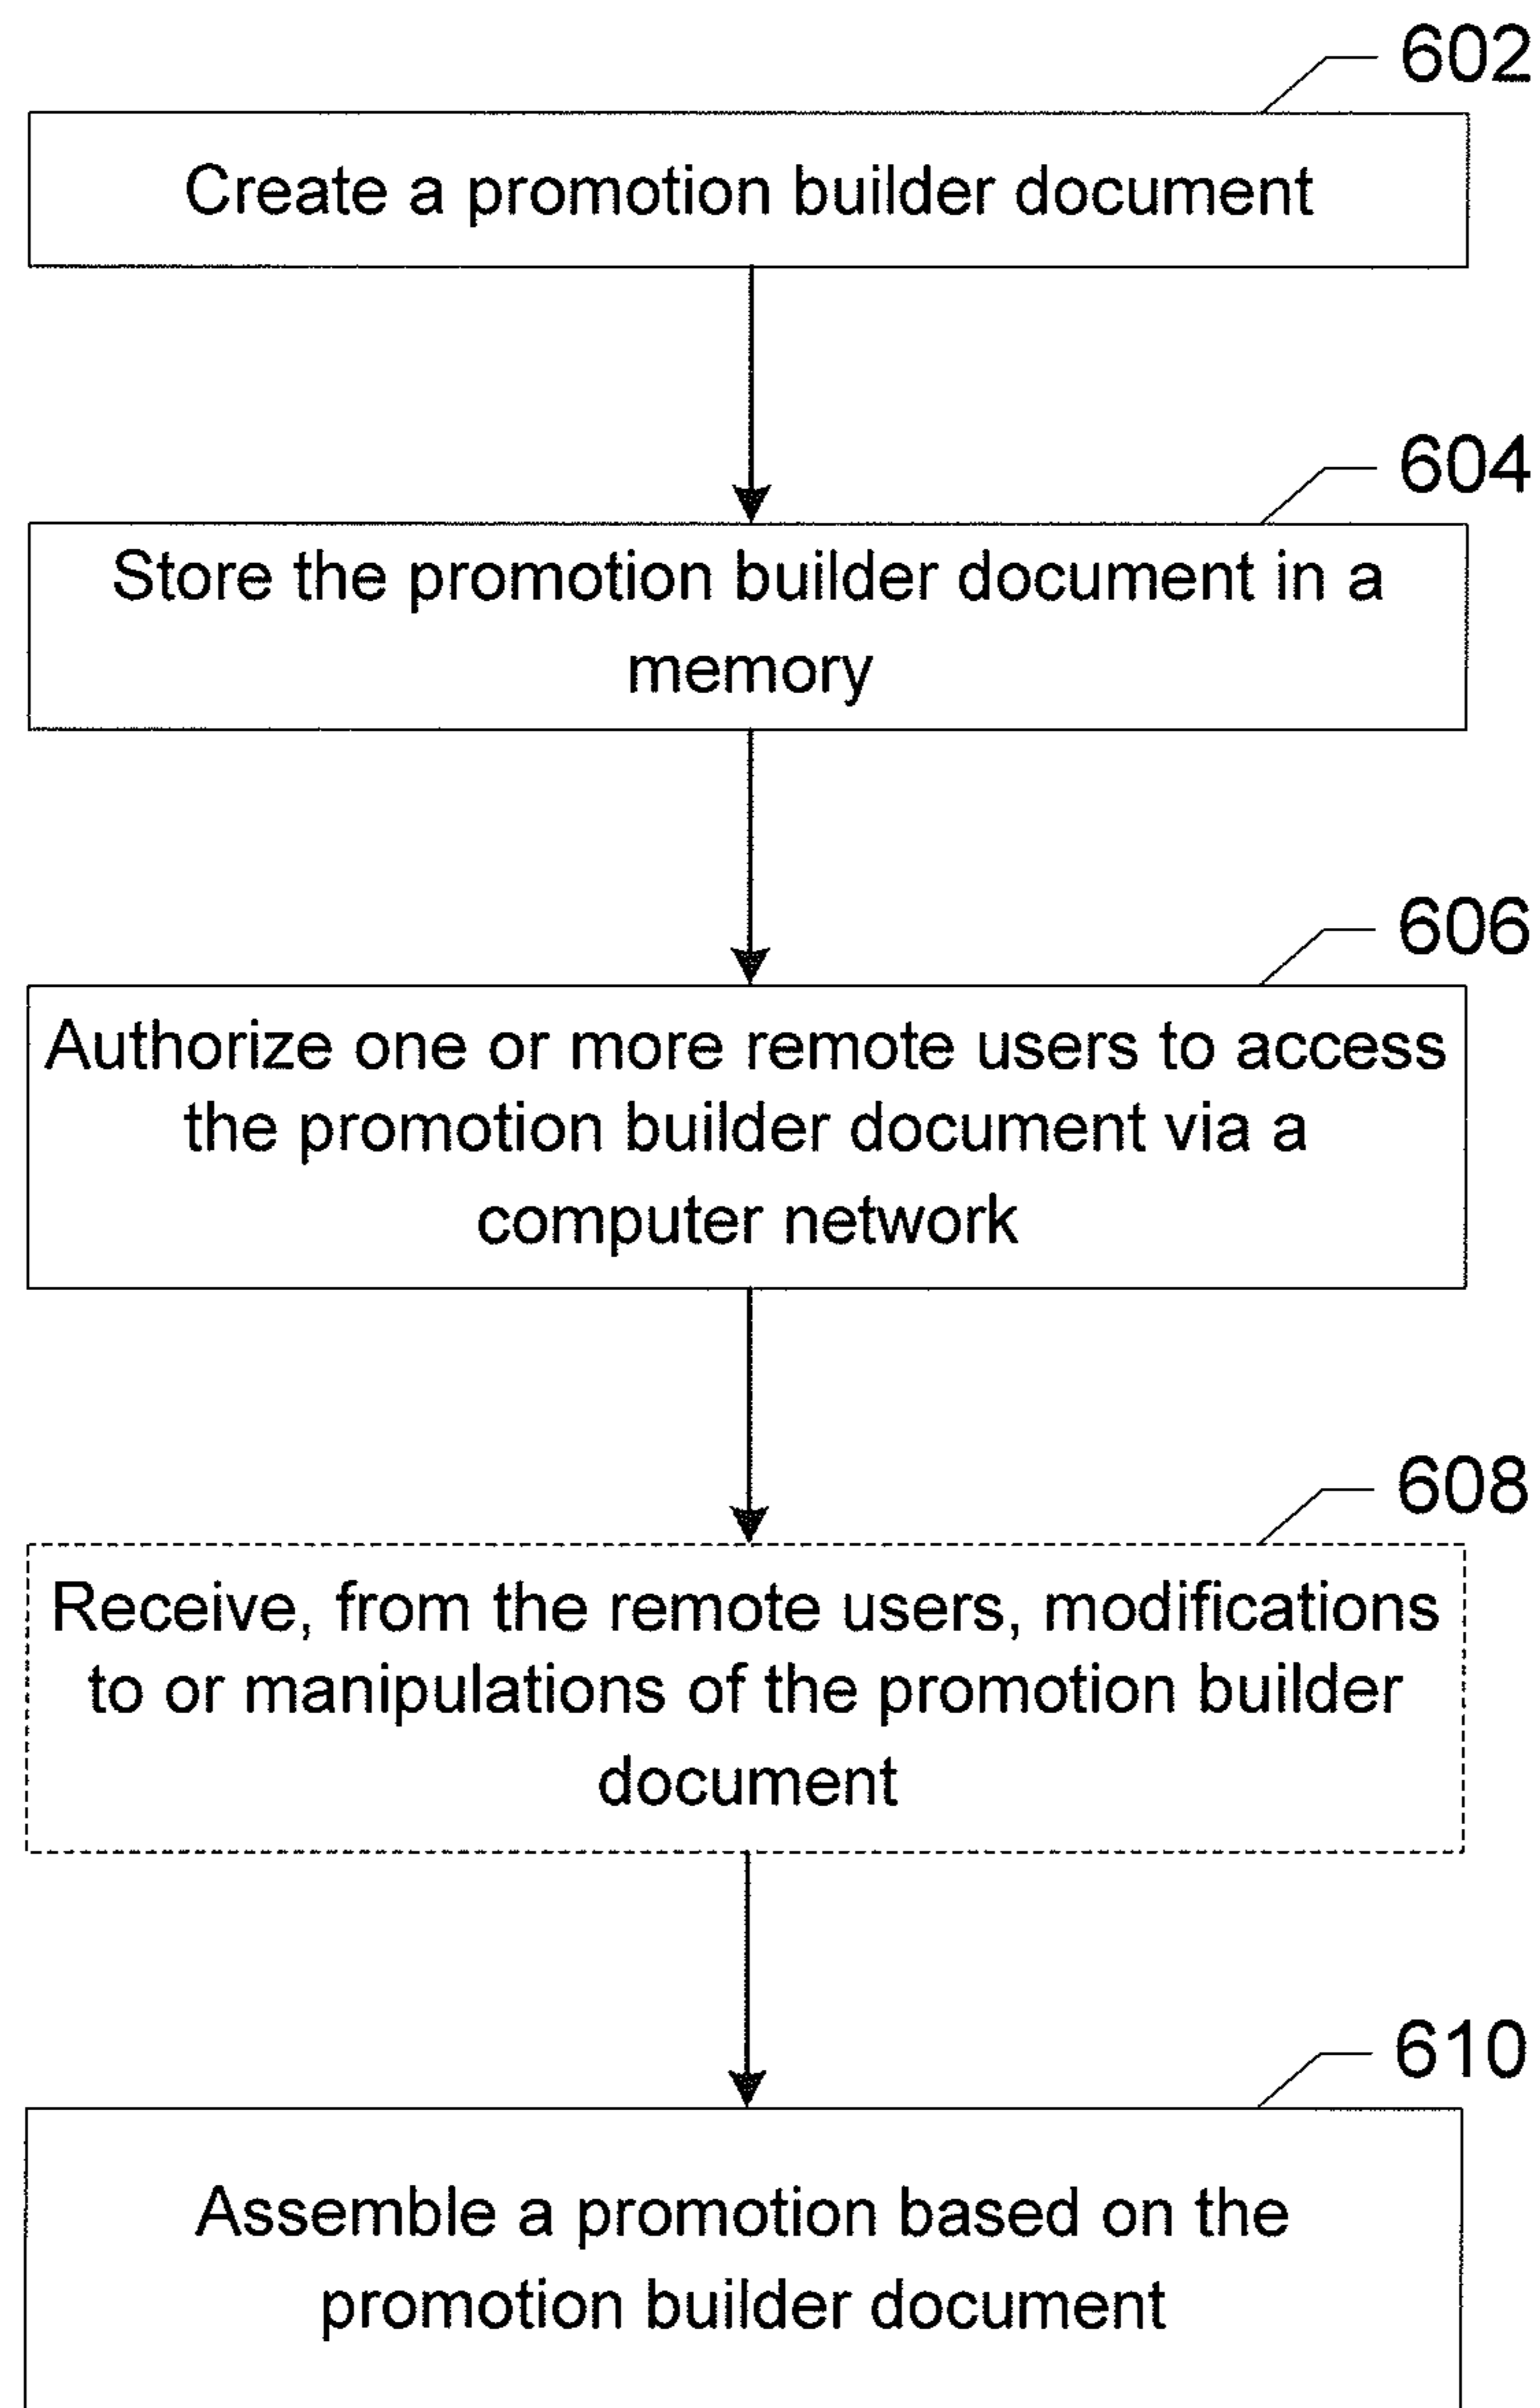 602
Create a promotion builder document
604
Store the promotion builder document in a
memory
606
Authorize one or more remote users to access
the promotion builder document via a
computer network
608
Receive, from the remote users, modifications
to or manipulations of the promotion builder
document
610
Assemble a promotion based on the
promotion builder document